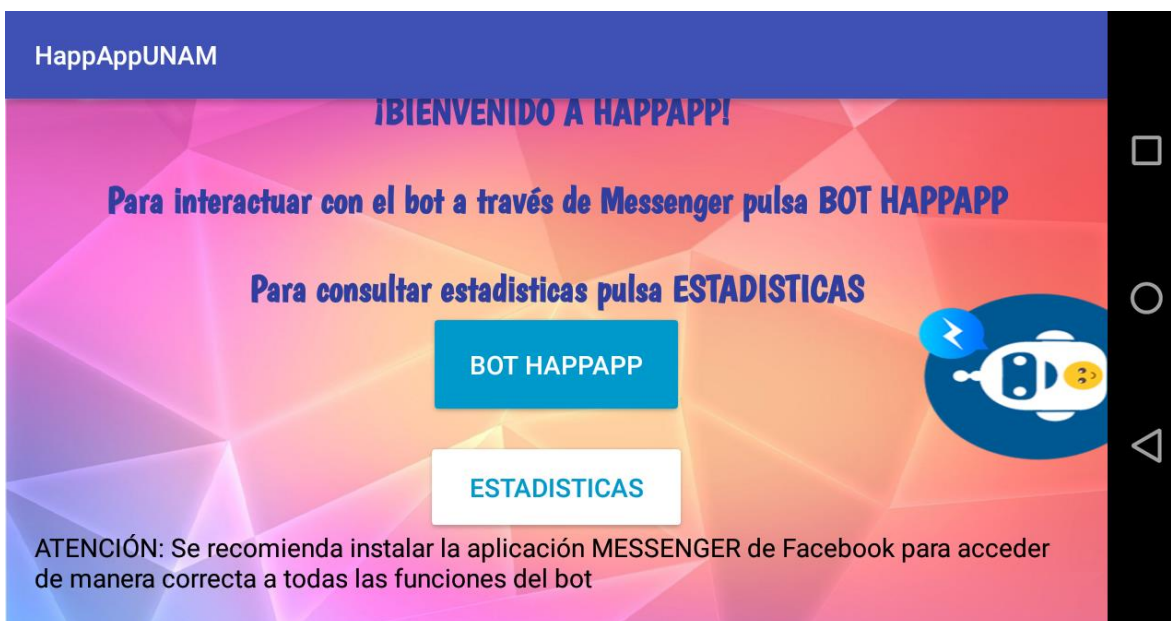 HappAppUNAM
¡BIENVENIDO A HAPPAPP!
Para interactuar con el bot a través de Messenger pulsa BOT HAPPAPP
Para consultar estadisticas pulsa ESTADISTICAS
BOT HAPPAPP
ESTADISTICAS
ATENCIÓN: Se recomienda instalar la aplicación MESSENGER de Facebook para acceder
de manera correcta a todas las funciones del bot